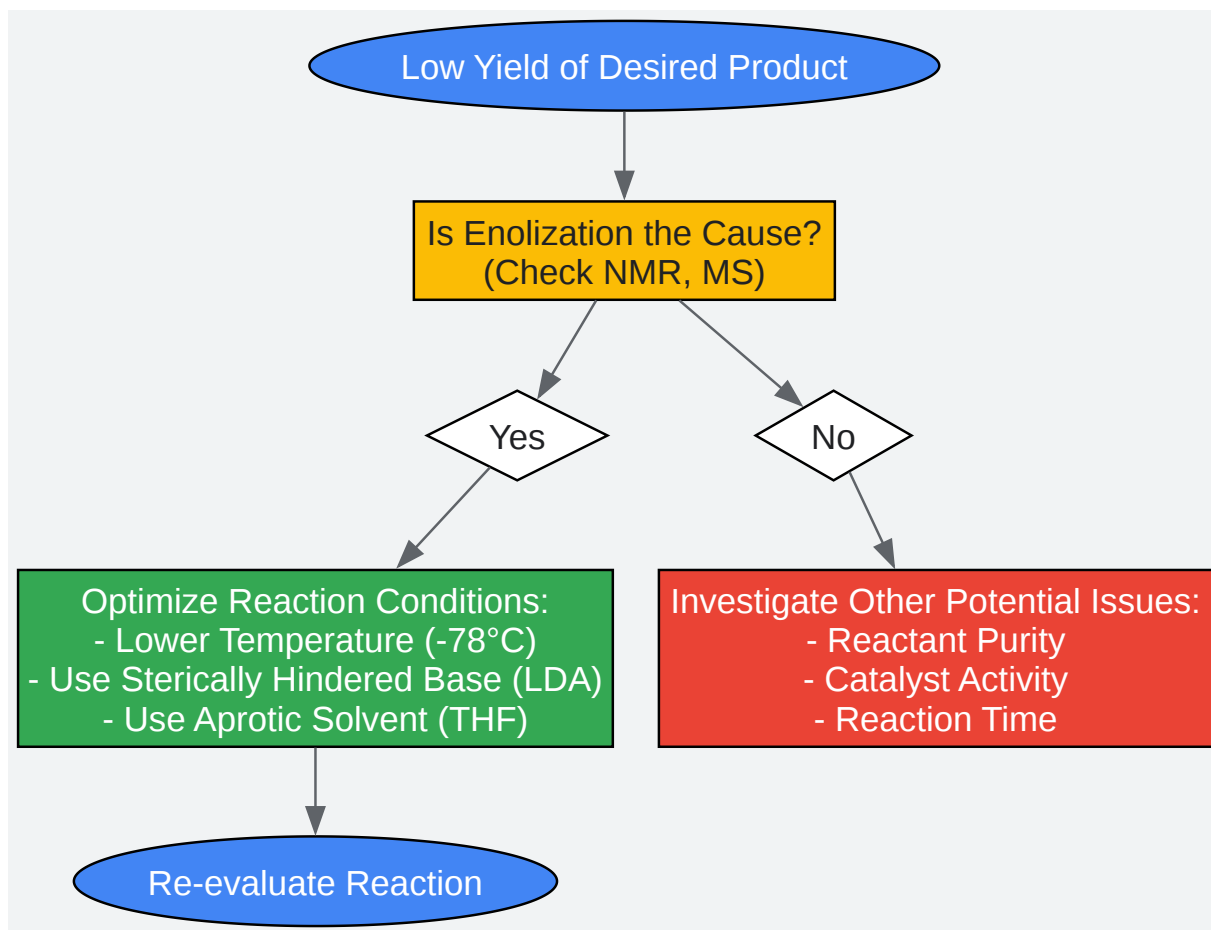 Low Yield of Desired Product
Is Enolization the Cause?
(Check NMR, MS)
Yes
No
Optimize Reaction Conditions:
- Lower Temperature (-78°C)
- Use Sterically Hindered Base (LDA)
- Use Aprotic Solvent (THF)
Investigate Other Potential Issues:
- Reactant Purity
- Catalyst Activity
- Reaction Time
Re-evaluate Reaction